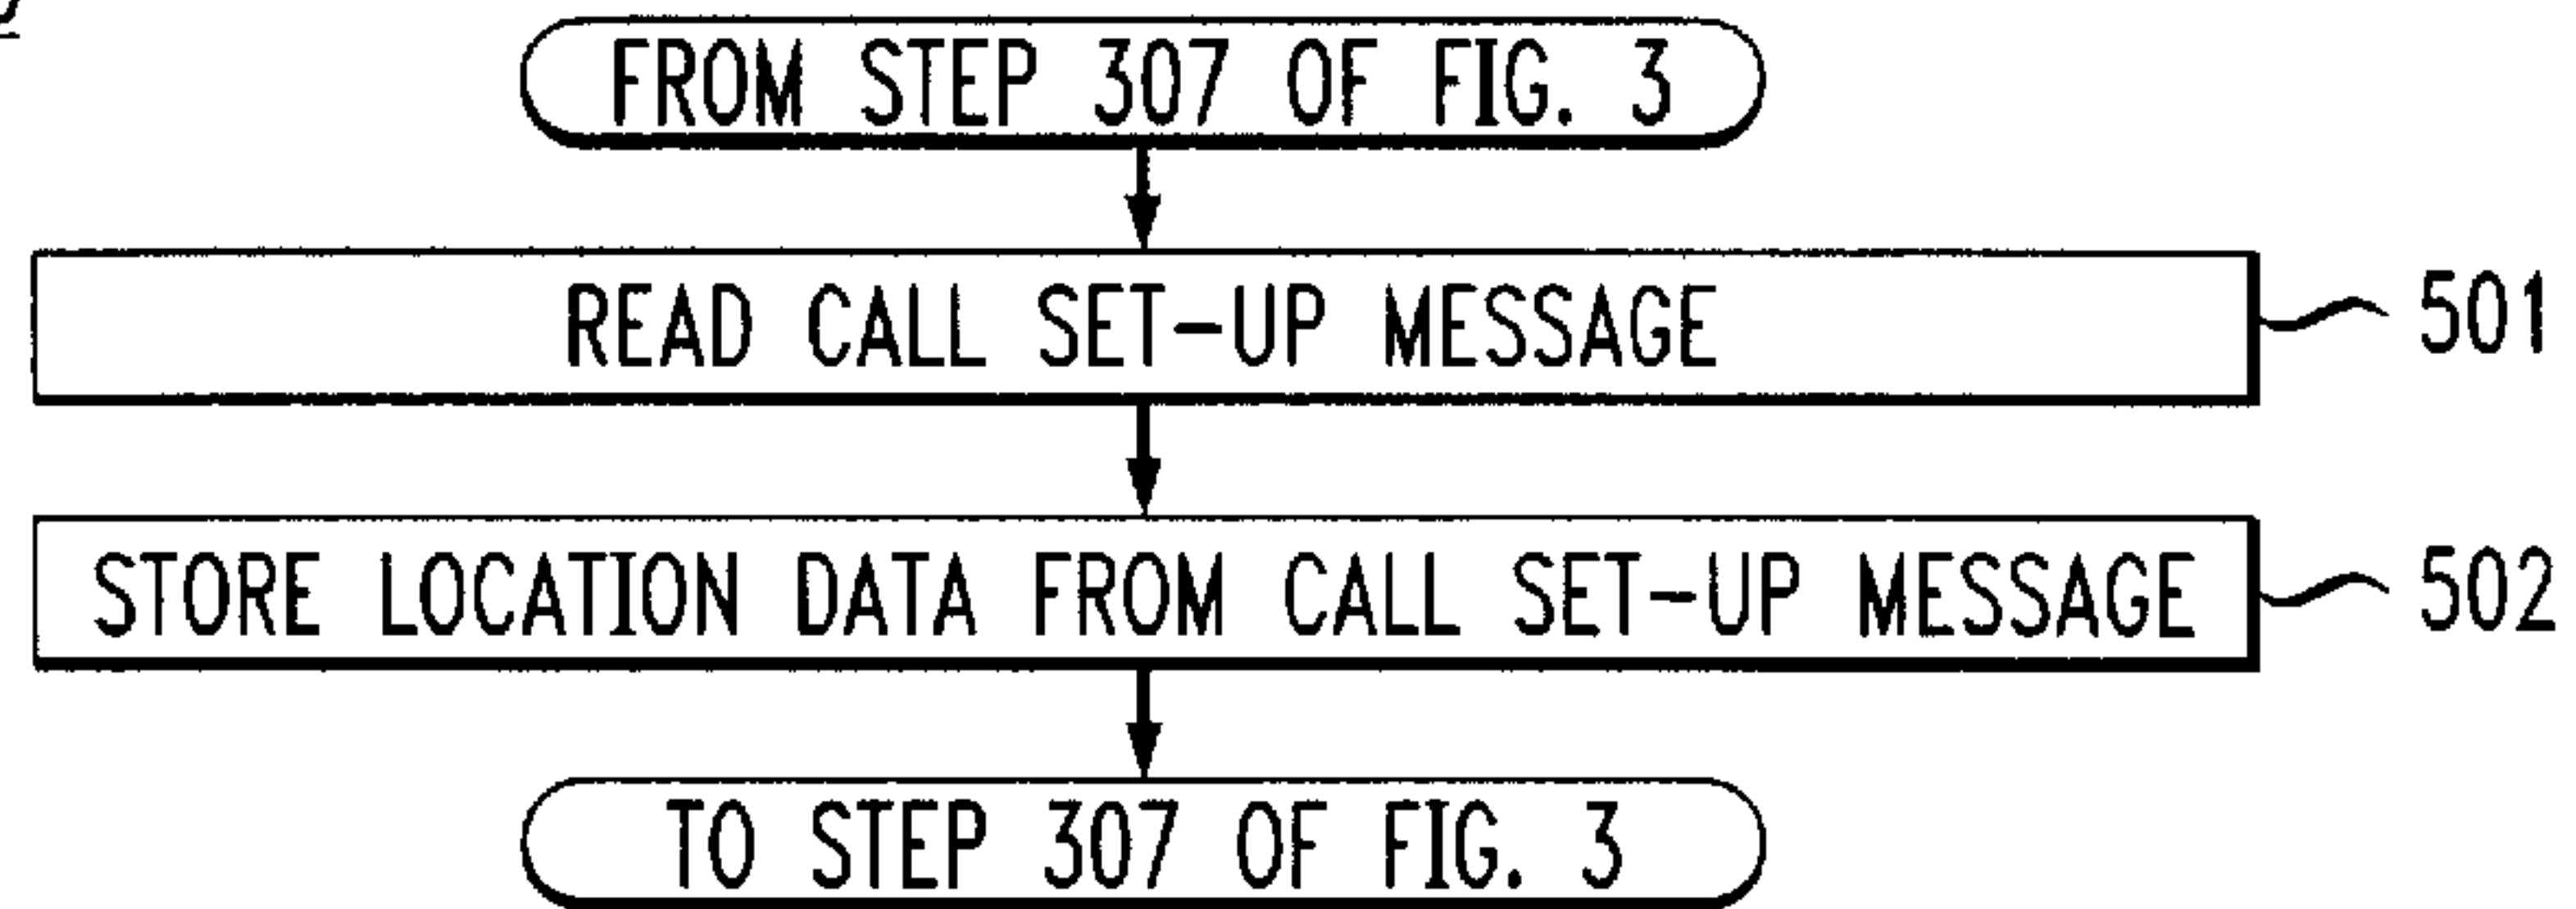 FROM STEP 307 OF FIG. 3
READ CALL SET-UP MESSAGE
501
STORE LOCATION DATA FROM CALL SET-UP MESSAGE
502
TO STEP 307 OF FIG. 3